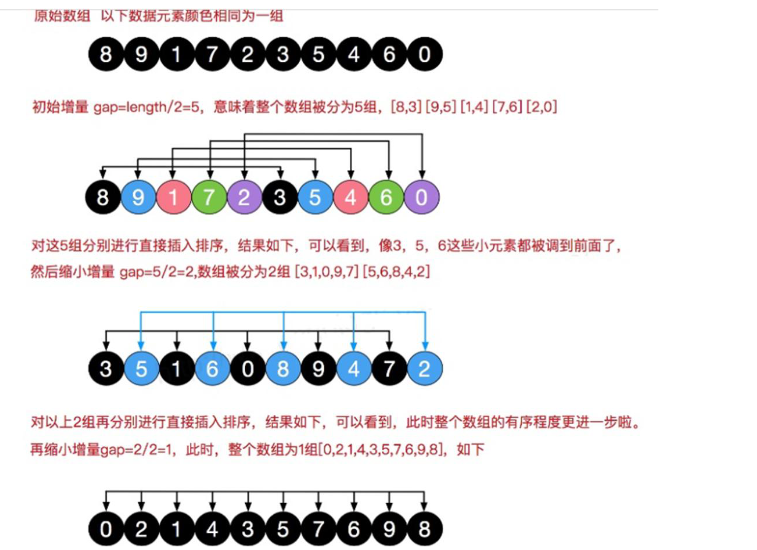 原始数组 以下数据元素颜色相同为一组
8 9 1 7 2 3 5 4 6 0
初始增量 gap=length/2=5，意味着整个数组被分为5组，[8,3][9,5][1,4][7,6][2,0]
8 9 1 7 2 3 5 4 6 0
对这5组分别进行直接插入排序，结果如下，可以看到，像3，5，6这些小元素都被调到前面了，
然后缩小增量 gap=5/2=2,数组被分为2组 [3,1,0,9,7][5,6,8,4,2]
3 5 1 6 0 8 9 4 7 2
对以上2组再分别进行直接插入排序，结果如下，可以看到，此时整个数组的有序程度更进一步啦。
再缩小增量gap=2/2=1，此时，整个数组为1组[0,2,1,4,3,5,7,6,9,8]，如下
0 2 1 4 3 5 7 6 9 8